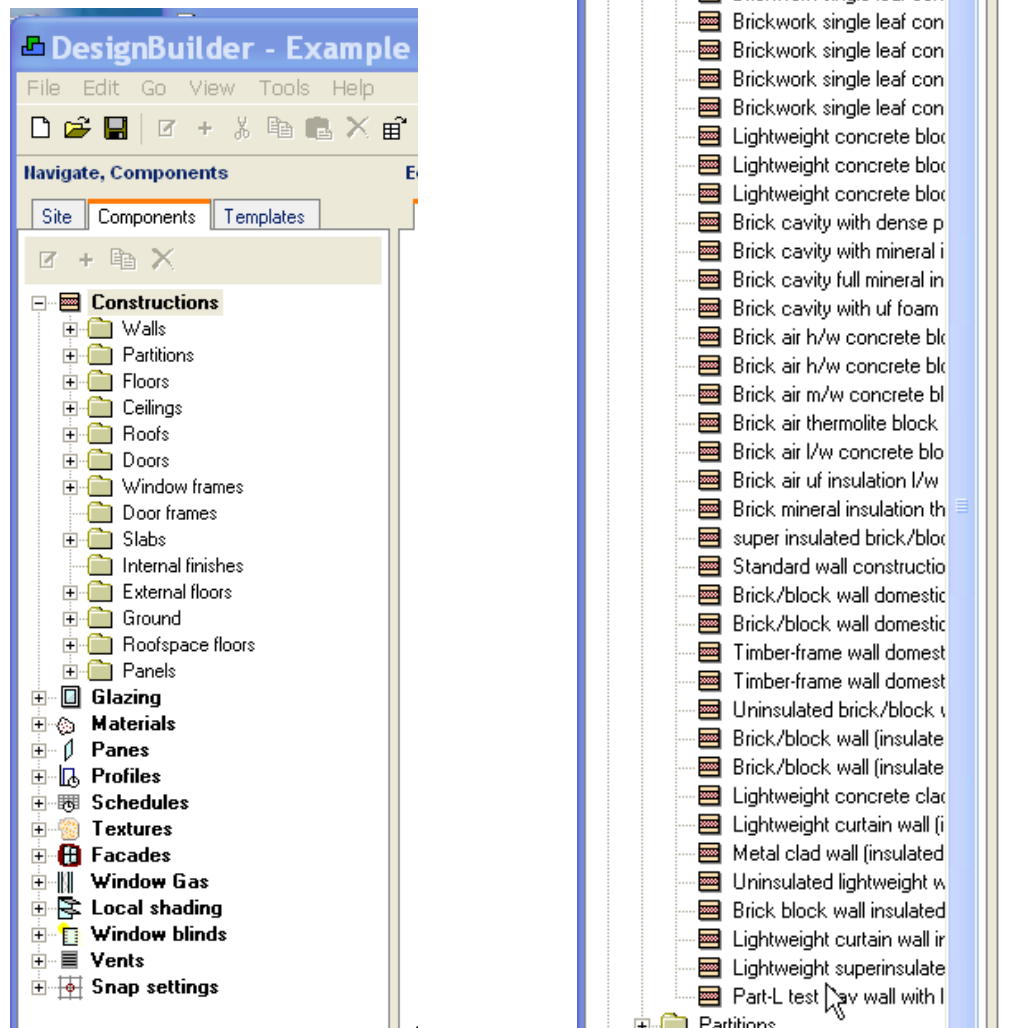 DesignBuilder - Example
File Edit Go View Tools Help
Navigate, Components
Site Components Templates
Constructions
Walls
Partitions
Floors
Ceilings
Roofs
Doors
Window frames
Door frames
Slabs
Internal finishes
External floors
Ground
Roofspace floors
Panels
Glazing
Materials
Panes
Profiles
Schedules
Textures
Facades
Window Gas
Local shading
Window blinds
Vents
Snap settings
Brickwork single leaf con
Brickwork single leaf con
Brickwork single leaf con
Brickwork single leaf con
Lightweight concrete bloc
Lightweight concrete bloc
Lightweight concrete bloc
Brick cavity with dense p
Brick cavity with mineral i
Brick cavity full mineral in
Brick cavity with uf foam
Brick air h/w concrete blo
Brick air h/w concrete blo
Brick air m/w concrete bl
Brick air thermolite block
Brick air l/w concrete blo
Brick air uf insulation l/w
Brick mineral insulation th
super insulated brick/bloc
Standard wall constructio
Brick/block wall domestic
Brick/block wall domestic
Timber-frame wall domest
Timber-frame wall domest
Uninsulated brick/block
Brick/block wall (insulate
Brick/block wall (insulate
Lightweight concrete clad
Lightweight curtain wall (i
Metal clad wall (insulated
Uninsulated lightweight w
Brick block wall insulated
Lightweight curtain wall in
Lightweight superinsulate
Part-L test wall with l
Partitions